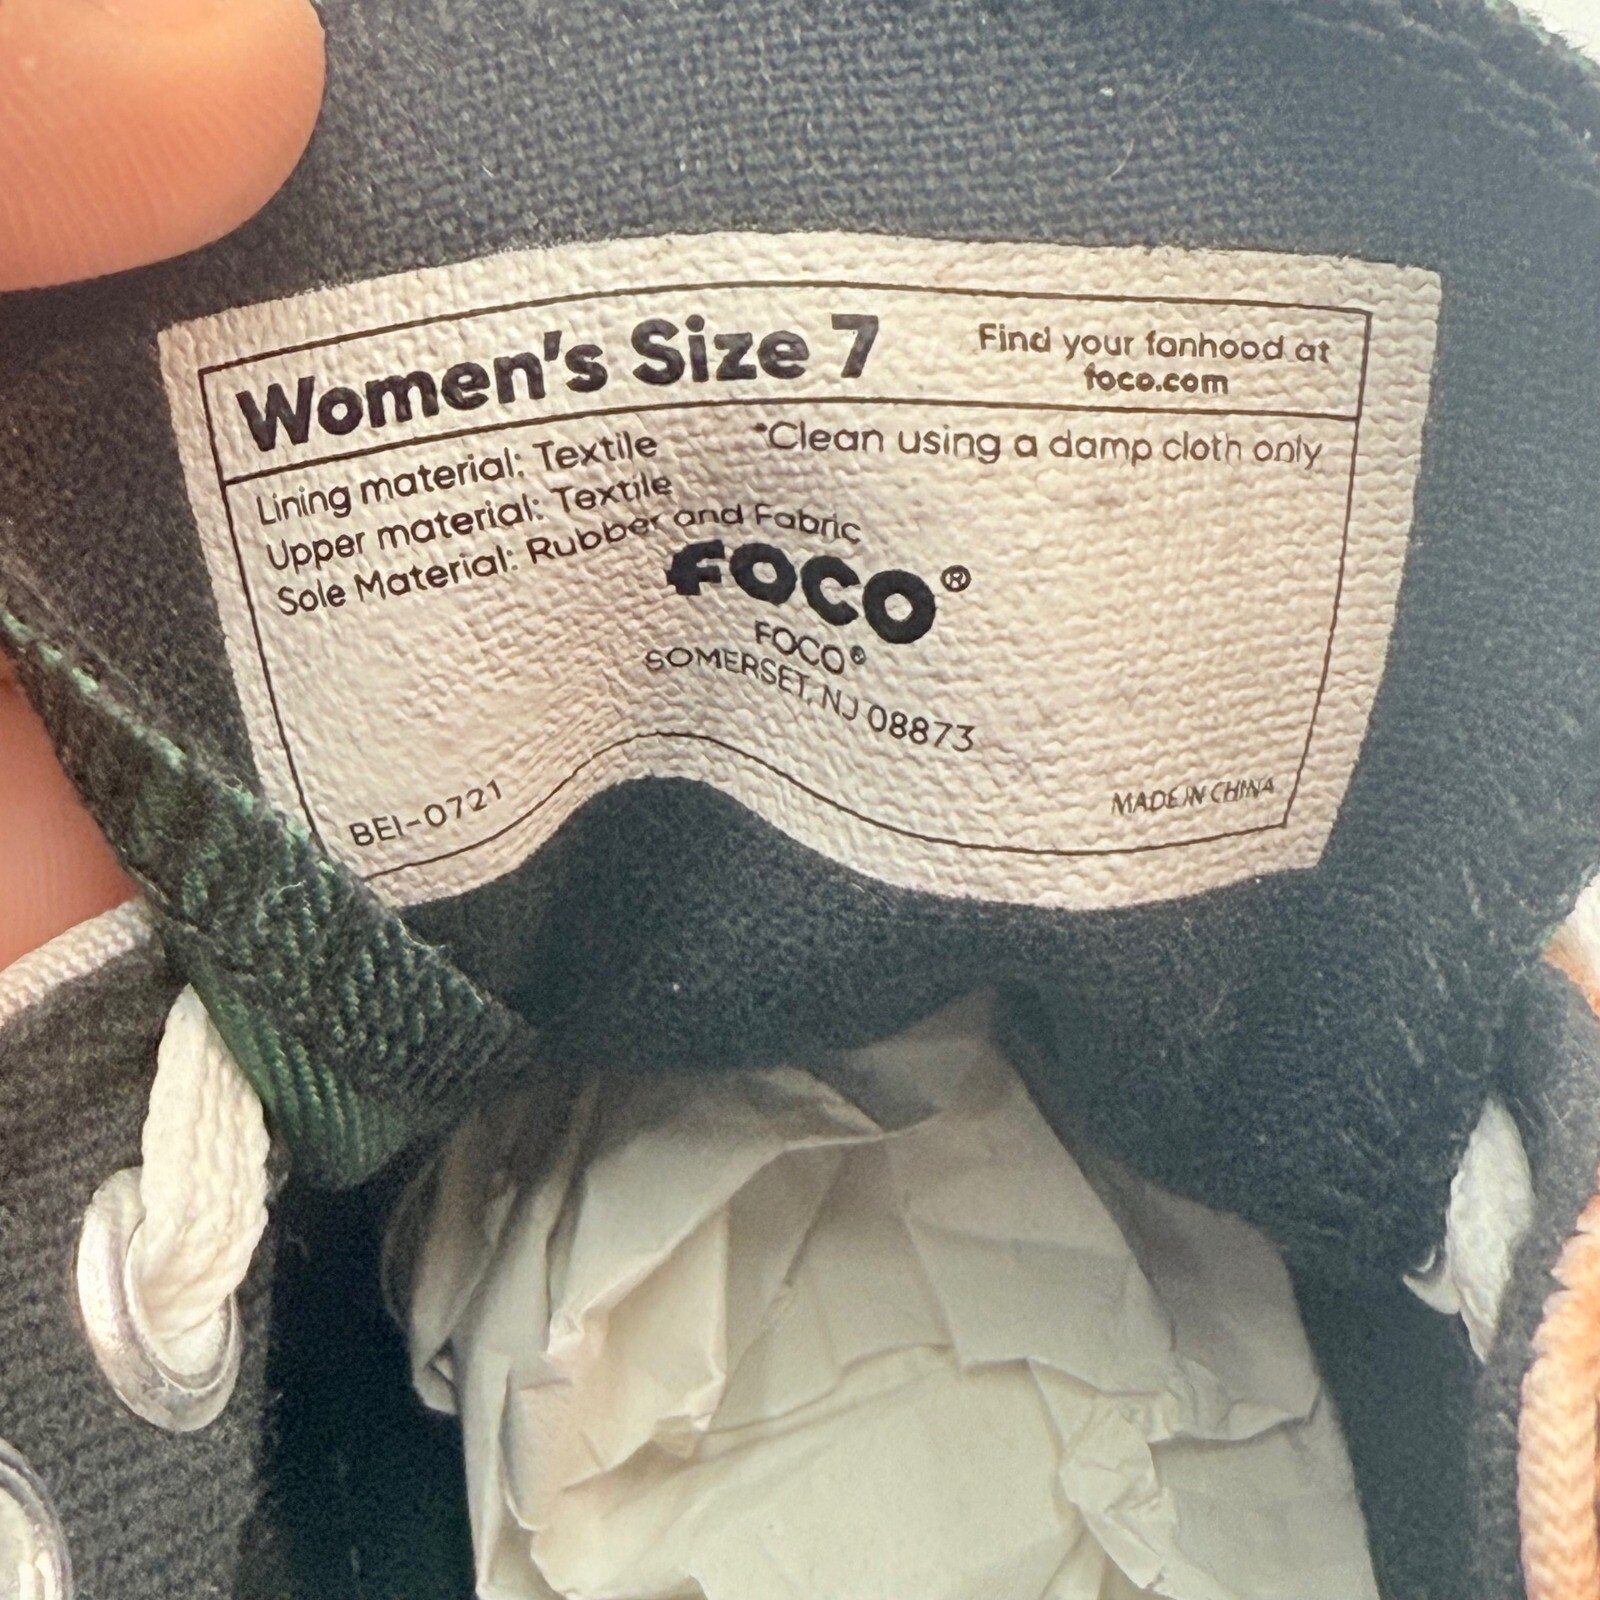 Women's Size 7
Find your fanhood at
foco.com
Lining material: Textile
Upper material: Textile
Sole Material: Rubber and Fabric
*Clean using a damp cloth only
FOCO®
FOCO®
SOMERSET, NJ 08873
BEI-0721
MADE IN CHINA